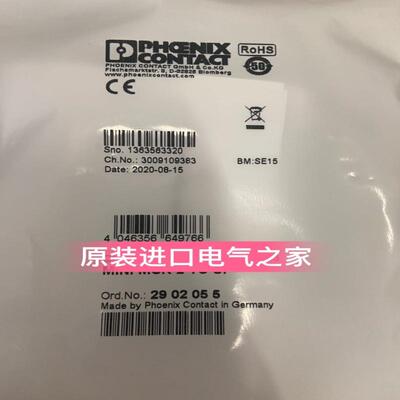 PHOENIX
CONTACT
RoHS
50
PHOENIX CONTACT GmbH & Co.KG
Flachsmarktstr. 8, D-32825 Blomberg
www.phoenixcontact.com
CE
Sno. 1363563320
Ch.No.: 3009109383
Date: 2020-08-15
BM:SE15
4 046356 649766
原装进口电气之家
Ord.No.: 29 02 05 5
Made by Phoenix Contact in Germany